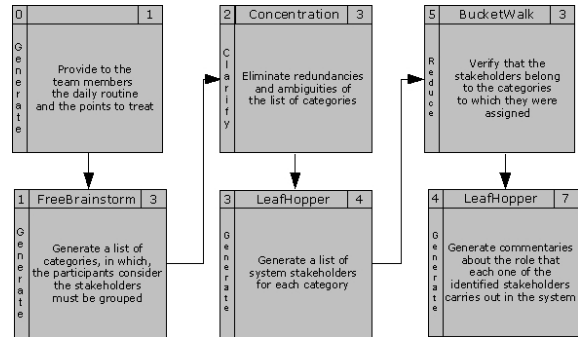 0 1
Generate
Provide to the
team members
the daily routine
and the points to treat
1 FreeBrainstorm 3
Generate
Generate a list of
categories, in which,
the participants consider
the stakeholders
must be grouped
2 Concentration 3
Clarify
Eliminate redundancies
and ambiguities of
the list of categories
3 LeafHopper 4
Generate
Generate a list of
system stakeholders
for each category
5 BucketWalk 3
Reduce
Verify that the
stakeholders belong
to the categories
to which they were
assigned
4 LeafHopper 7
Generate
Generate commentaries
about the role that
each one of the
identified stakeholders
carries out in the system